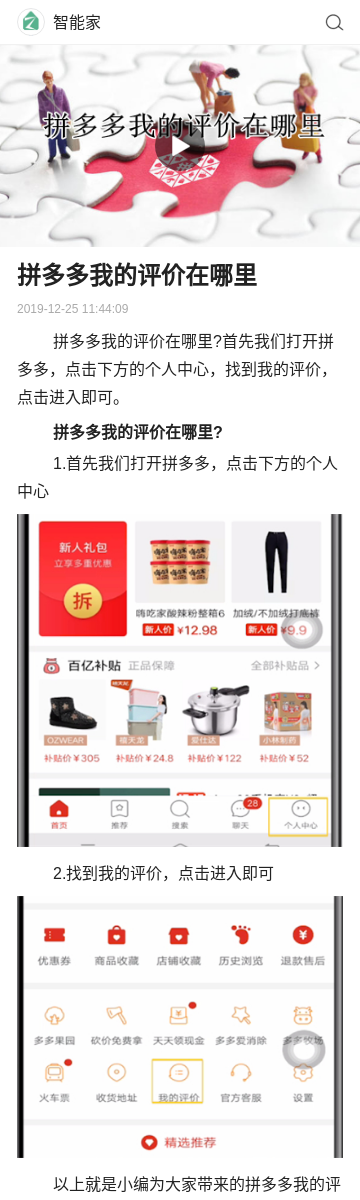 智能家
拼多多我的评价在哪里
拼多多我的评价在哪里
2019-12-25 11:44:09
拼多多我的评价在哪里?首先我们打开拼
多多，点击下方的个人中心，找到我的评价，
点击进入即可。
拼多多我的评价在哪里?
1.首先我们打开拼多多，点击下方的个人
中心
新人礼包
立享多重优惠
拆
嗨吃家酸辣粉整箱6 加绒/不加绒打底裤
新人价 ¥12.98 新人价 ¥9.9
百亿补贴 正品保障 全部补贴品 >
OZWEAR 禧天龙 爱仕达 小林制药
补贴价¥305 补贴价¥24.8 补贴价¥122 补贴价¥52
28
首页 推荐 搜索 聊天 个人中心
2.找到我的评价，点击进入即可
优惠券 商品收藏 店铺收藏 历史浏览 退款售后
多多果园 砍价免费拿 天天领现金 多多爱消除 多多牧场
火车票 收货地址 我的评价 官方客服 设置
精选推荐
以上就是小编为大家带来的拼多多我的评